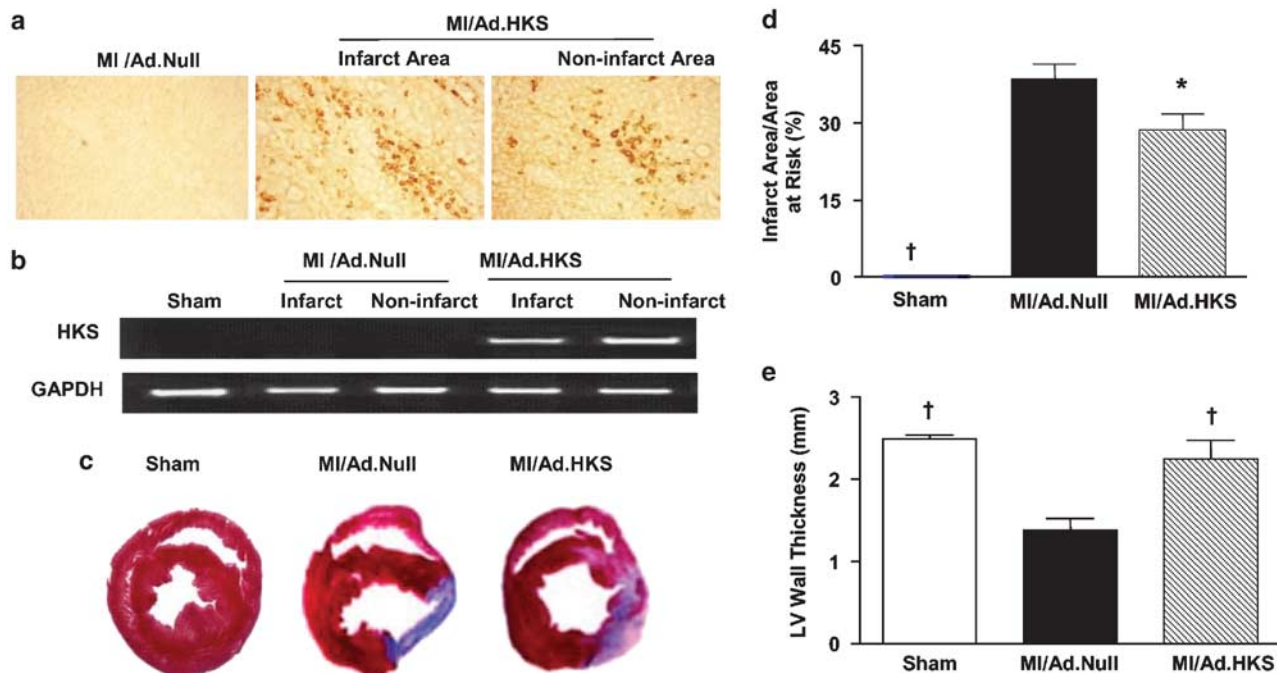 a
MI/Ad.HKS
MI /Ad.Null
Infarct Area
Non-infarct Area
b
MI /Ad.Null
MI/Ad.HKS
Sham
Infarct
Non-infarct
Infarct
Non-infarct
HKS
GAPDH
c
Sham
MI/Ad.Null
MI/Ad.HKS
d
Infarct Area/Area
at Risk (%)
45
30
15
0
†
*
Sham
MI/Ad.Null
MI/Ad.HKS
e
LV Wall Thickness (mm)
3
2
1
0
†
†
Sham
MI/Ad.Null
MI/Ad.HKS